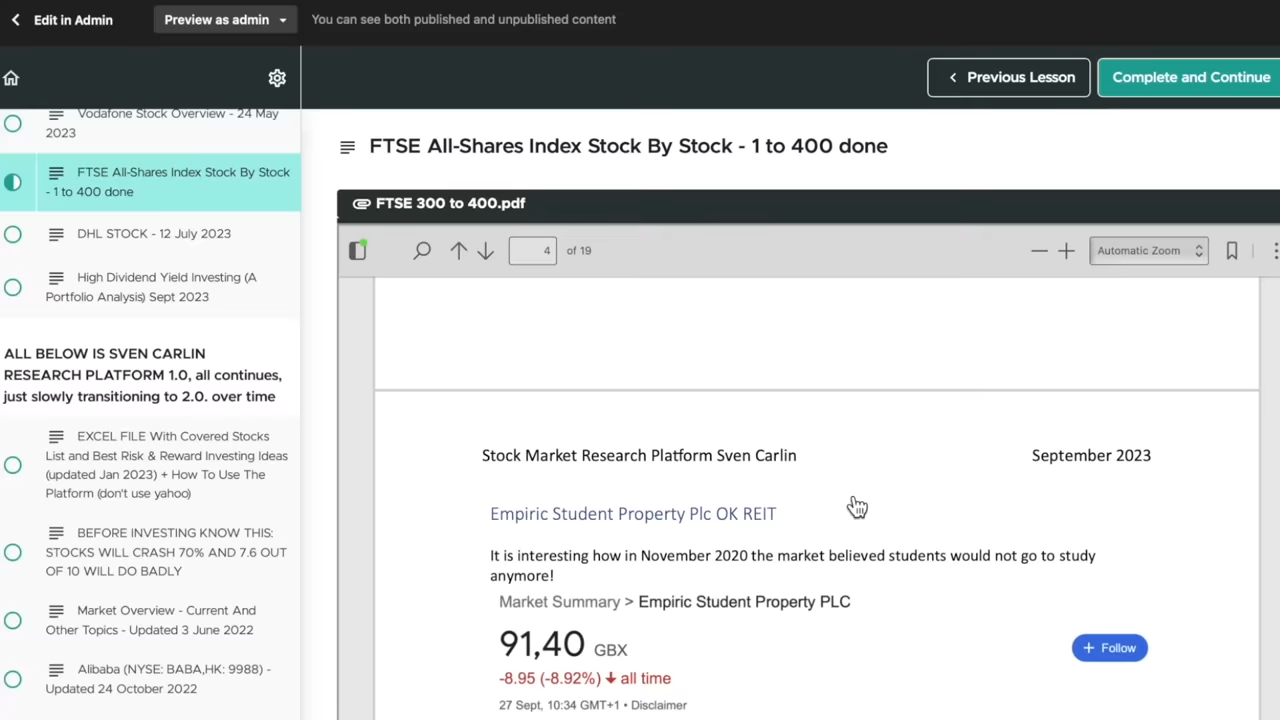 Edit in Admin
Preview as admin
You can see both published and unpublished content
Previous Lesson
Complete and Continue
Vodafone Stock Overview - 24 May
2023
FTSE All-Shares Index Stock By Stock
- 1 to 400 done
DHL STOCK - 12 July 2023
High Dividend Yield Investing (A
Portfolio Analysis) Sept 2023
ALL BELOW IS SVEN CARLIN
RESEARCH PLATFORM 1.0, all continues,
just slowly transitioning to 2.0. over time
EXCEL FILE With Covered Stocks
List and Best Risk & Reward Investing Ideas
(updated Jan 2023) + How To Use The
Platform (don't use yahoo)
BEFORE INVESTING KNOW THIS:
STOCKS WILL CRASH 70% AND 7.6 OUT
OF 10 WILL DO BADLY
Market Overview - Current And
Other Topics - Updated 3 June 2022
Alibaba (NYSE: BABA,HK: 9988) -
Updated 24 October 2022
FTSE All-Shares Index Stock By Stock - 1 to 400 done
FTSE 300 to 400.pdf
4 of 19
Automatic Zoom
Stock Market Research Platform Sven Carlin
September 2023
Empiric Student Property Plc OK REIT
It is interesting how in November 2020 the market believed students would not go to study
anymore!
Market Summary > Empiric Student Property PLC
91,40 GBX
+ Follow
-8.95 (-8.92%) ↓ all time
27 Sept, 10:34 GMT+1 • Disclaimer